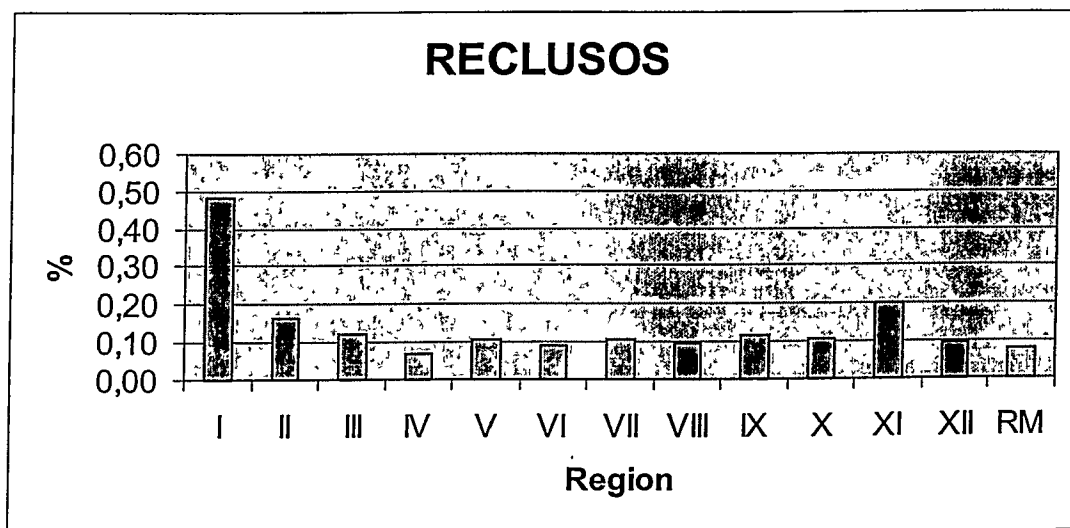 RECLUSOS
0,60
0,50
0,40
0,30
0,20
0,10
0,00
%
I II III IV V VI VII VIII IX X XI XII RM
Region